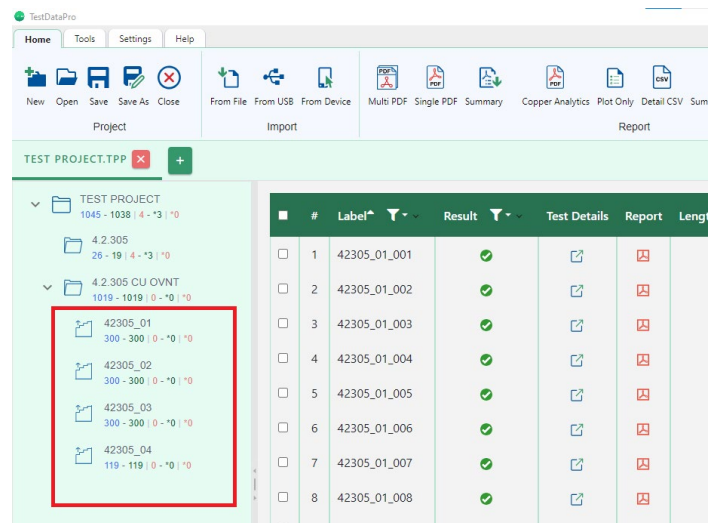 TestDataPro
Home Tools Settings Help
New Open Save Save As Close From File From USB From Device Multi PDF Single PDF Summary Copper Analytics Plot Only Detail CSV
Project Import Report
TEST PROJECT.TPP
TEST PROJECT
1045 - 1038 | 4 - *3 | *0
4.2.305
26 - 19 | 4 - *3 | *0
4.2.305 CU OVNT
1019 - 1019 | 0 - *0 | *0
42305_01
300 - 300 | 0 - *0 | *0
42305_02
300 - 300 | 0 - *0 | *0
42305_03
300 - 300 | 0 - *0 | *0
42305_04
119 - 119 | 0 - *0 | *0
# Label Result Test Details Report
1 42305_01_001
2 42305_01_002
3 42305_01_003
4 42305_01_004
5 42305_01_005
6 42305_01_006
7 42305_01_007
8 42305_01_008